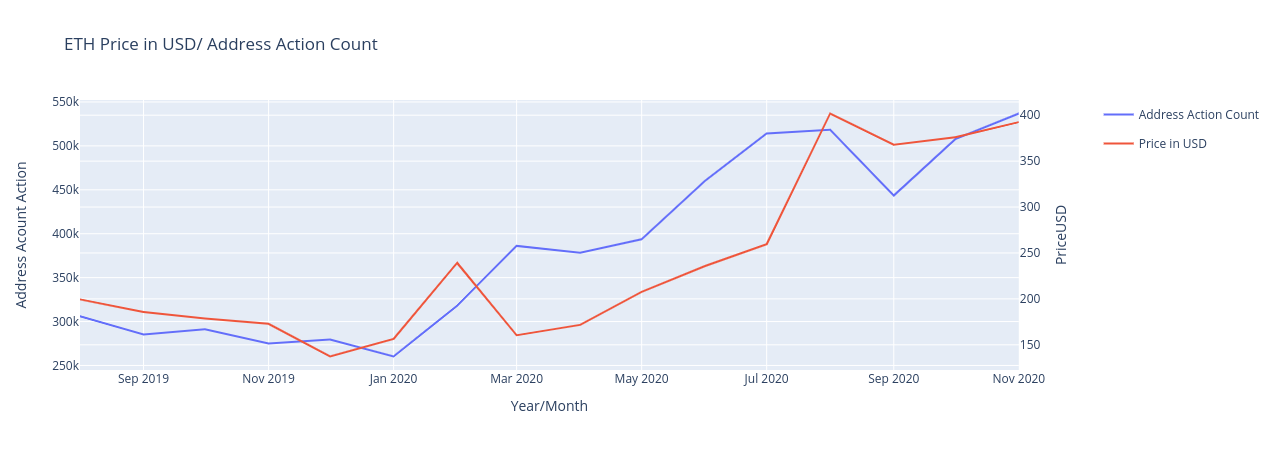 ETH Price in USD/ Address Action Count
Address Action Count
Price in USD
550k
500k
450k
400k
350k
300k
250k
Address Acount Action
400
350
300
250
200
150
PriceUSD
Sep 2019
Nov 2019
Jan 2020
Mar 2020
May 2020
Jul 2020
Sep 2020
Nov 2020
Year/Month